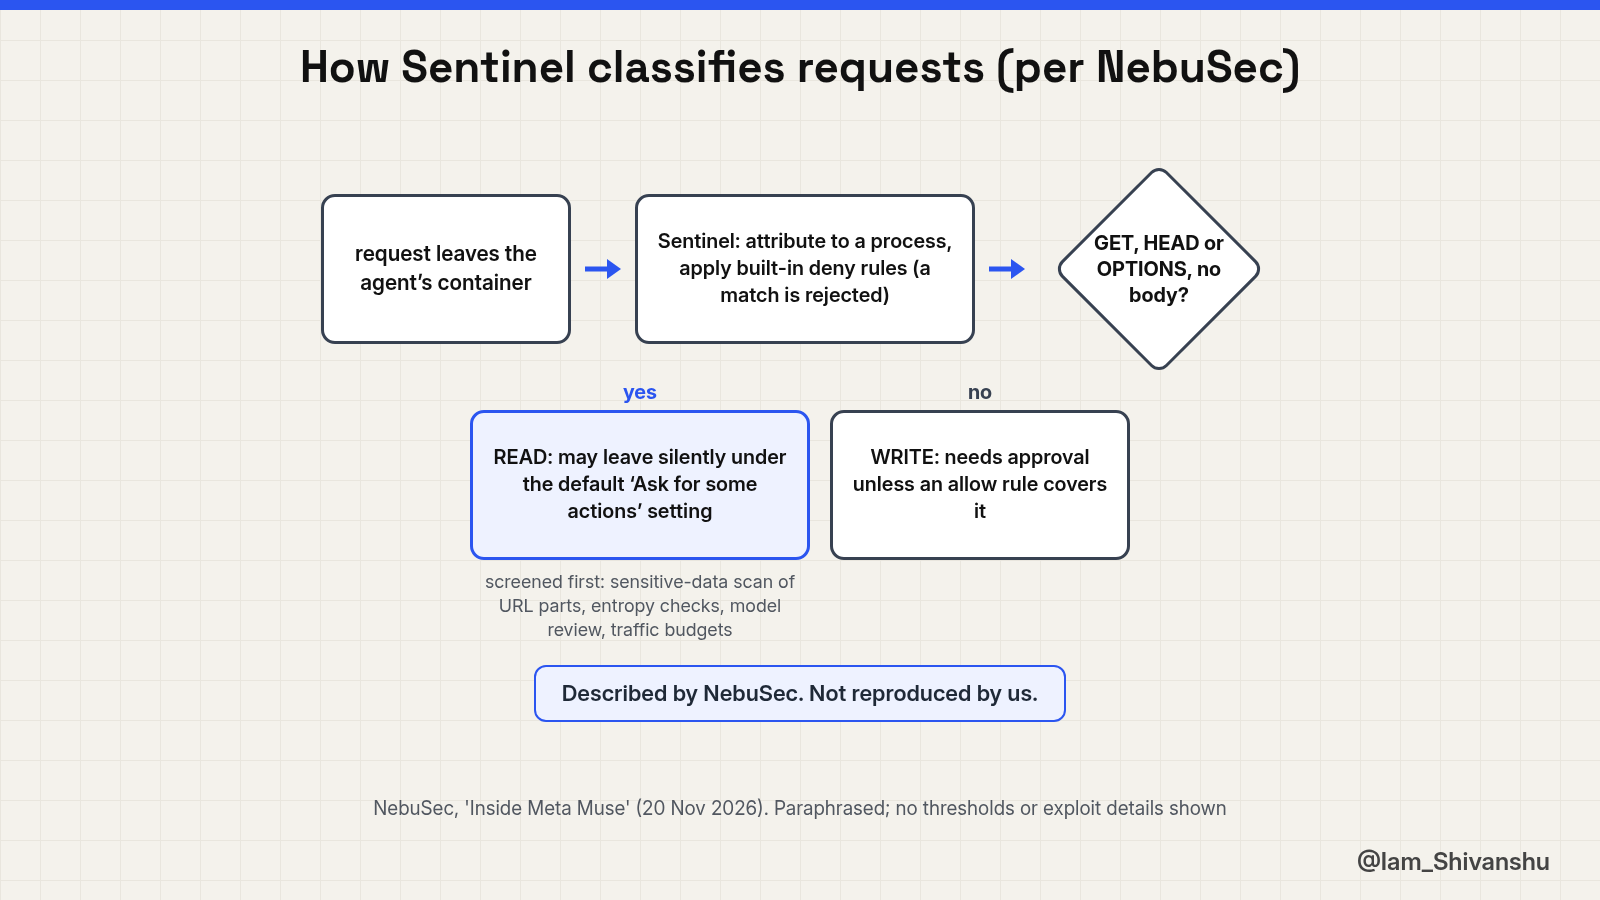 How Sentinel classifies requests (per NebuSec)
request leaves the
agent’s container
Sentinel: attribute to a process,
apply built-in deny rules (a
match is rejected)
GET, HEAD or
OPTIONS, no
body?
yes
READ: may leave silently under
the default ‘Ask for some
actions’ setting
screened first: sensitive-data scan of
URL parts, entropy checks, model
review, traffic budgets
no
WRITE: needs approval
unless an allow rule covers
it
Described by NebuSec. Not reproduced by us.
NebuSec, 'Inside Meta Muse' (20 Nov 2026). Paraphrased; no thresholds or exploit details shown
@Iam_Shivanshu